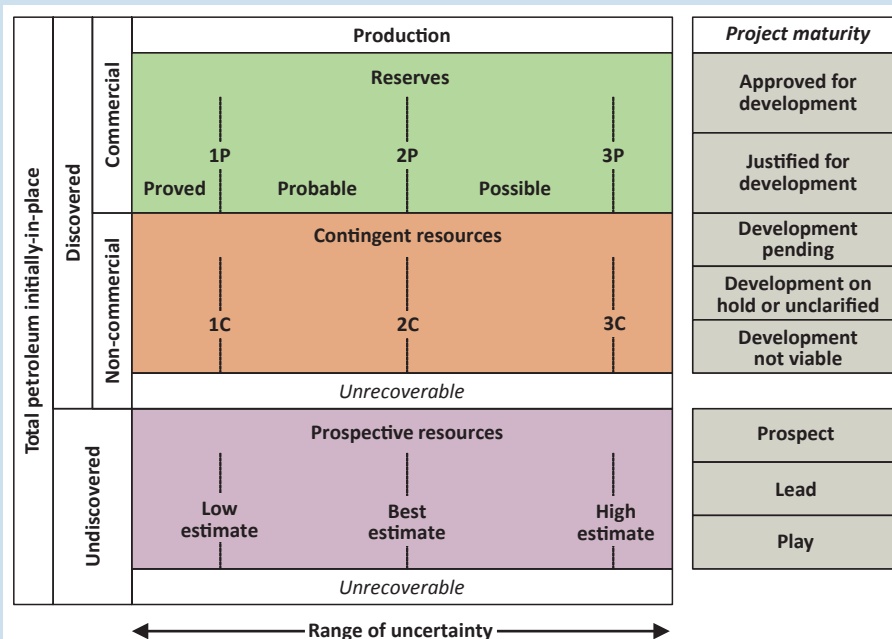 Total petroleum initially-in-place
Discovered
Undiscovered
Commercial
Non-commercial
Production
Reserves
1P
2P
3P
Proved
Probable
Possible
Contingent resources
1C
2C
3C
Unrecoverable
Prospective resources
Low
estimate
Best
estimate
High
estimate
Unrecoverable
Range of uncertainty
Project maturity
Approved for
development
Justified for
development
Development
pending
Development on
hold or unclarified
Development
not viable
Prospect
Lead
Play